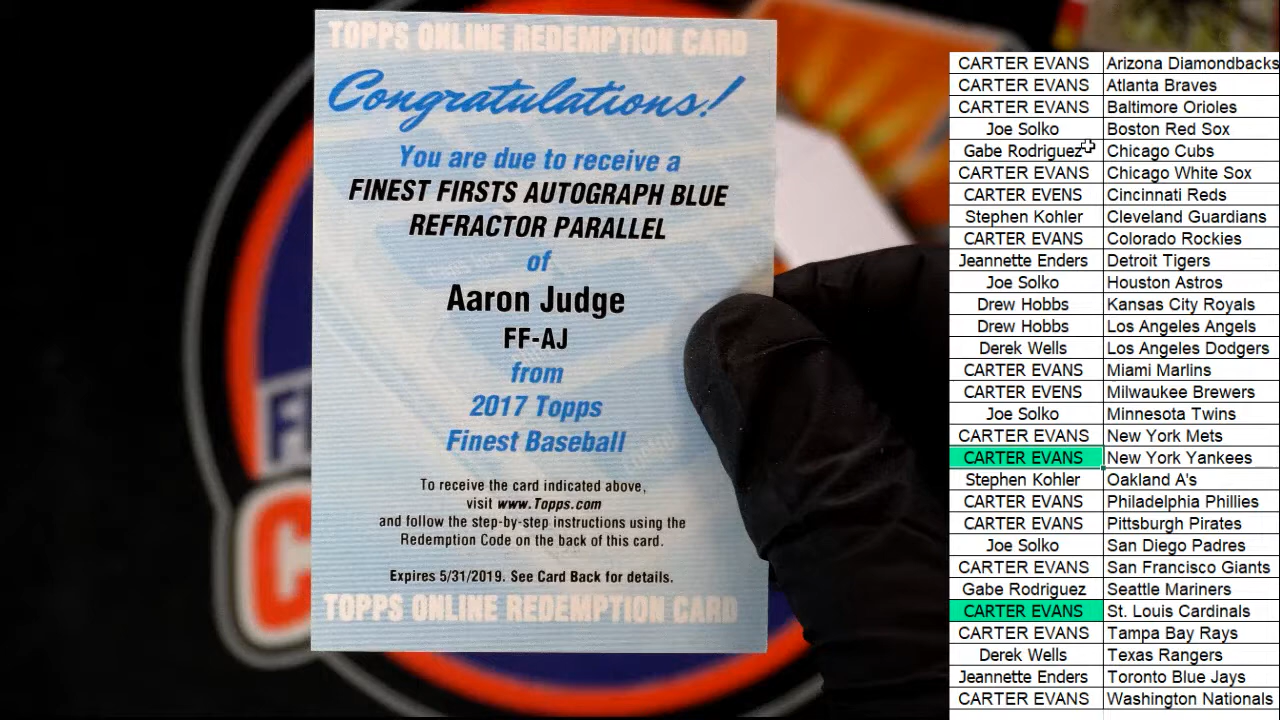 TOPPS ONLINE REDEMPTION CARD
Congratulations!
You are due to receive a
FINEST FIRSTS AUTOGRAPH BLUE
REFRACTOR PARALLEL
of
Aaron Judge
FF-AJ
from
2017 Topps
Finest Baseball
To receive the card indicated above,
visit www.Topps.com
and follow the step-by-step instructions using the
Redemption Code on the back of this card.
Expires 5/31/2019. See Card Back for details.
TOPPS ONLINE REDEMPTION CARD
CARTER EVANS Arizona Diamondbacks
CARTER EVANS Atlanta Braves
CARTER EVANS Baltimore Orioles
Joe Solko Boston Red Sox
Gabe Rodriguez Chicago Cubs
CARTER EVANS Chicago White Sox
CARTER EVENS Cincinnati Reds
Stephen Kohler Cleveland Guardians
CARTER EVANS Colorado Rockies
Jeannette Enders Detroit Tigers
Joe Solko Houston Astros
Drew Hobbs Kansas City Royals
Drew Hobbs Los Angeles Angels
Derek Wells Los Angeles Dodgers
CARTER EVANS Miami Marlins
CARTER EVENS Milwaukee Brewers
Joe Solko Minnesota Twins
CARTER EVANS New York Mets
CARTER EVANS New York Yankees
Stephen Kohler Oakland A's
CARTER EVANS Philadelphia Phillies
CARTER EVANS Pittsburgh Pirates
Joe Solko San Diego Padres
CARTER EVANS San Francisco Giants
Gabe Rodriguez Seattle Mariners
CARTER EVANS St. Louis Cardinals
CARTER EVANS Tampa Bay Rays
Derek Wells Texas Rangers
Jeannette Enders Toronto Blue Jays
CARTER EVANS Washington Nationals